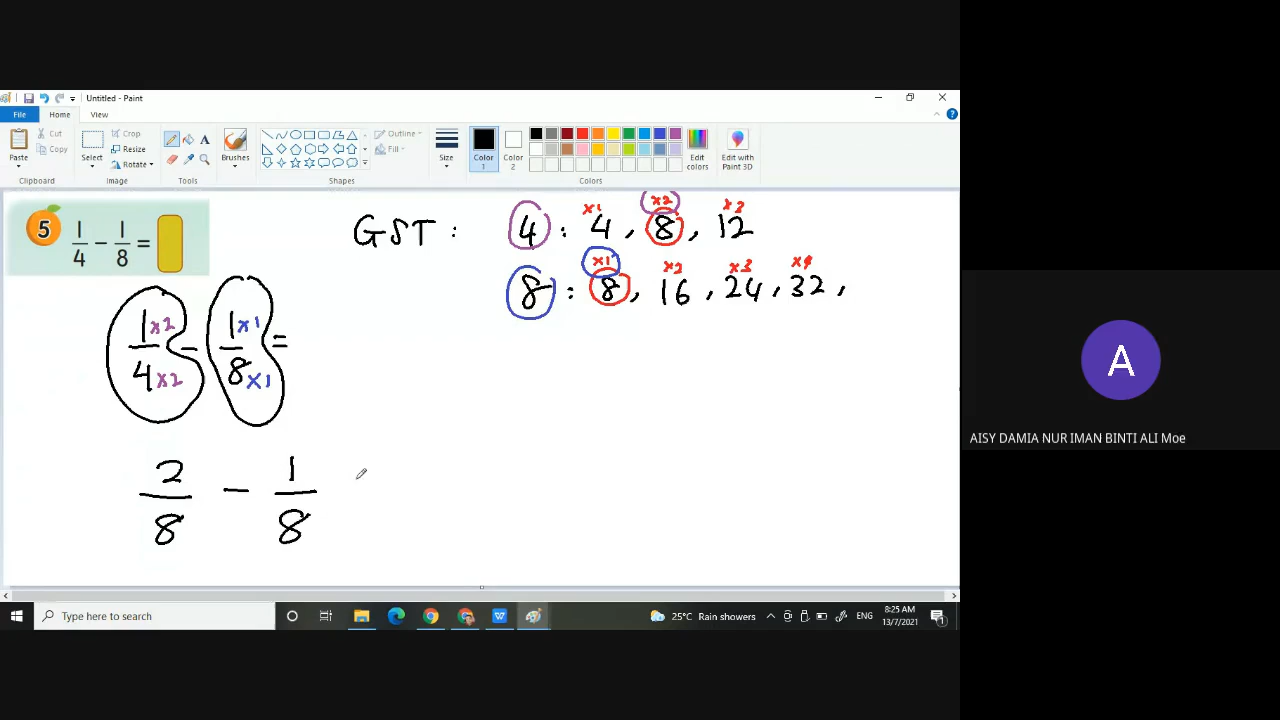 Untitled - Paint
File Home View
Paste Cut Copy Select Crop Resize Rotate Brushes Outline Fill Size Color 1 Color 2 Edit colors Edit with Paint 3D
Clipboard Image Tools Shapes Colors
5 1/4 - 1/8 =
×1 ×2 ×3
GST : 4 : 4 , 8 , 12
×1 ×2 ×3 ×4
8 : 8 , 16 , 24 , 32 ,
1×2/4×2 - 1×1/8×1 =
2/8 - 1/8
A
AISY DAMIA NUR IMAN BINTI ALI Moe
Type here to search
25°C Rain showers ENG 8:25 AM
13/7/2021
1